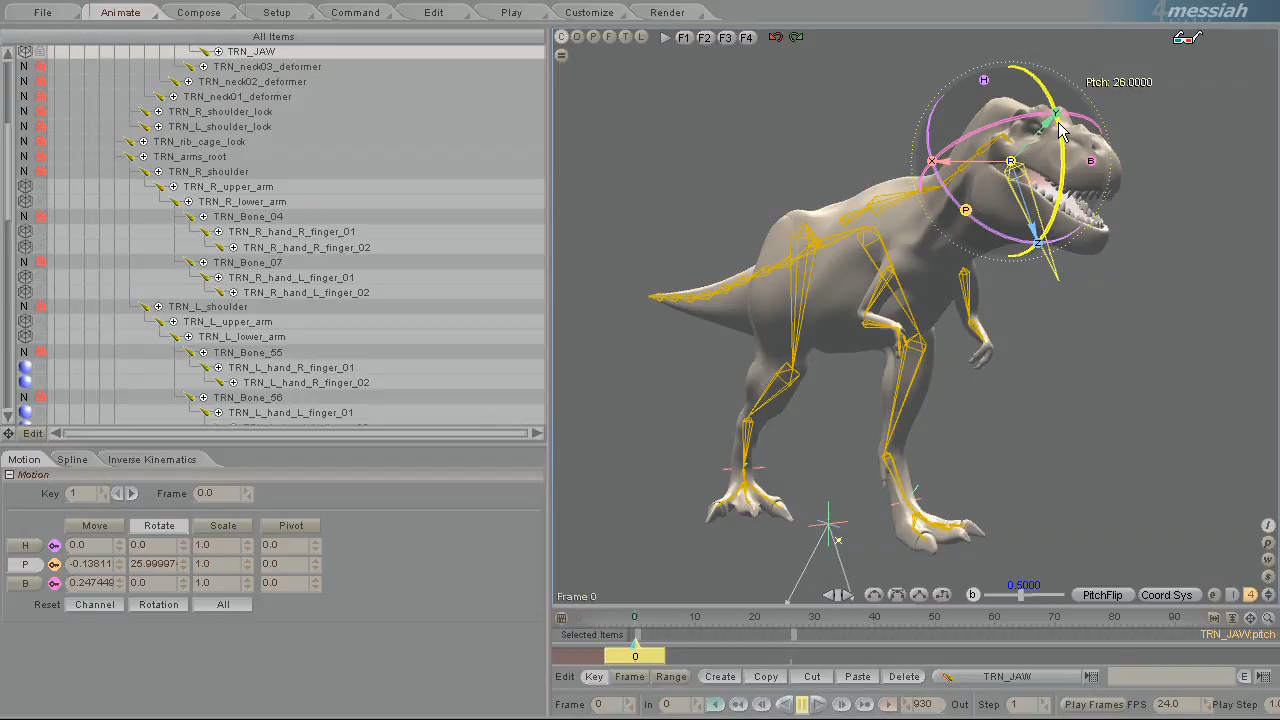 File Animate Compose Setup Command Edit Play Customize Render 4messiah
All Items
C O P F T L F1 F2 F3 F4
TRN_JAW
N TRN_neck03_deformer
N TRN_neck02_deformer
N TRN_neck01_deformer
N TRN_R_shoulder_lock
N TRN_L_shoulder_lock
N TRN_rib_cage_lock
N TRN_arms_root
N TRN_R_shoulder
TRN_R_upper_arm
TRN_R_lower_arm
N TRN_Bone_04
TRN_R_hand_R_finger_01
TRN_R_hand_R_finger_02
N TRN_Bone_07
TRN_R_hand_L_finger_01
TRN_R_hand_L_finger_02
N TRN_L_shoulder
TRN_L_upper_arm
TRN_L_lower_arm
N TRN_Bone_55
TRN_L_hand_R_finger_01
TRN_L_hand_R_finger_02
N TRN_Bone_56
TRN_L_hand_L_finger_01
Edit
Ptch: 26.0000
H
Y
X R B
P
Z
Motion Spline Inverse Kinematics
Motion
Key 1 Frame 0.0
Move Rotate Scale Pivot
H 0.0 0.0 1.0 0.0
P -0.13811 25.99997 1.0 0.0
B 0.247449 0.0 1.0 0.0
Reset Channel Rotation All
I
p
m
s
Frame 0
b 0.5000 PitchFlip Coord Sys e 4
0 10 20 30 40 50 60 70 80 90
Selected Items TRN_JAW.pitch
0
Edit Key Frame Range Create Copy Cut Paste Delete TRN_JAW E
Frame 0 In 0 930 Out Step 1 Play Frames 24.0 Play Step 1